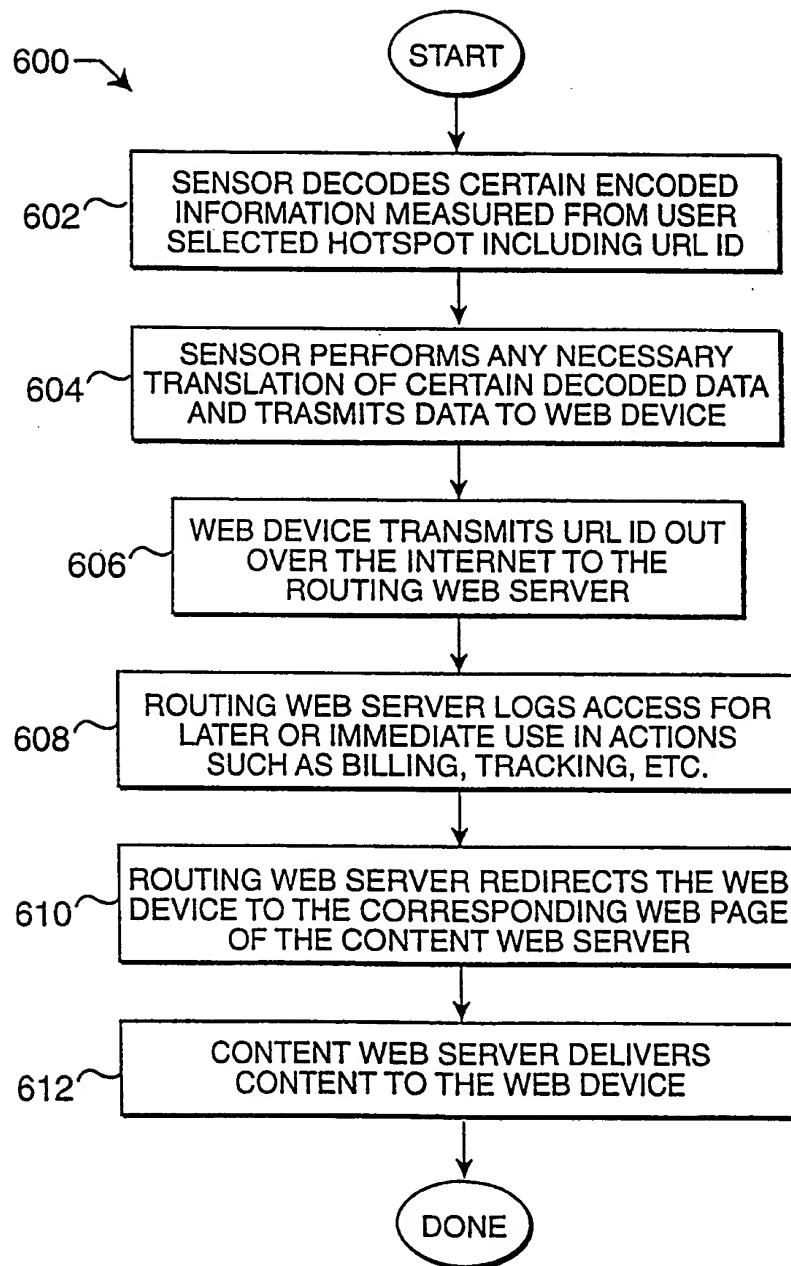 600
START
602
SENSOR DECODES CERTAIN ENCODED
INFORMATION MEASURED FROM USER
SELECTED HOTSPOT INCLUDING URL ID
604
SENSOR PERFORMS ANY NECESSARY
TRANSLATION OF CERTAIN DECODED DATA
AND TRASMITS DATA TO WEB DEVICE
606
WEB DEVICE TRANSMITS URL ID OUT
OVER THE INTERNET TO THE
ROUTING WEB SERVER
608
ROUTING WEB SERVER LOGS ACCESS FOR
LATER OR IMMEDIATE USE IN ACTIONS
SUCH AS BILLING, TRACKING, ETC.
610
ROUTING WEB SERVER REDIRECTS THE WEB
DEVICE TO THE CORRESPONDING WEB PAGE
OF THE CONTENT WEB SERVER
612
CONTENT WEB SERVER DELIVERS
CONTENT TO THE WEB DEVICE
DONE